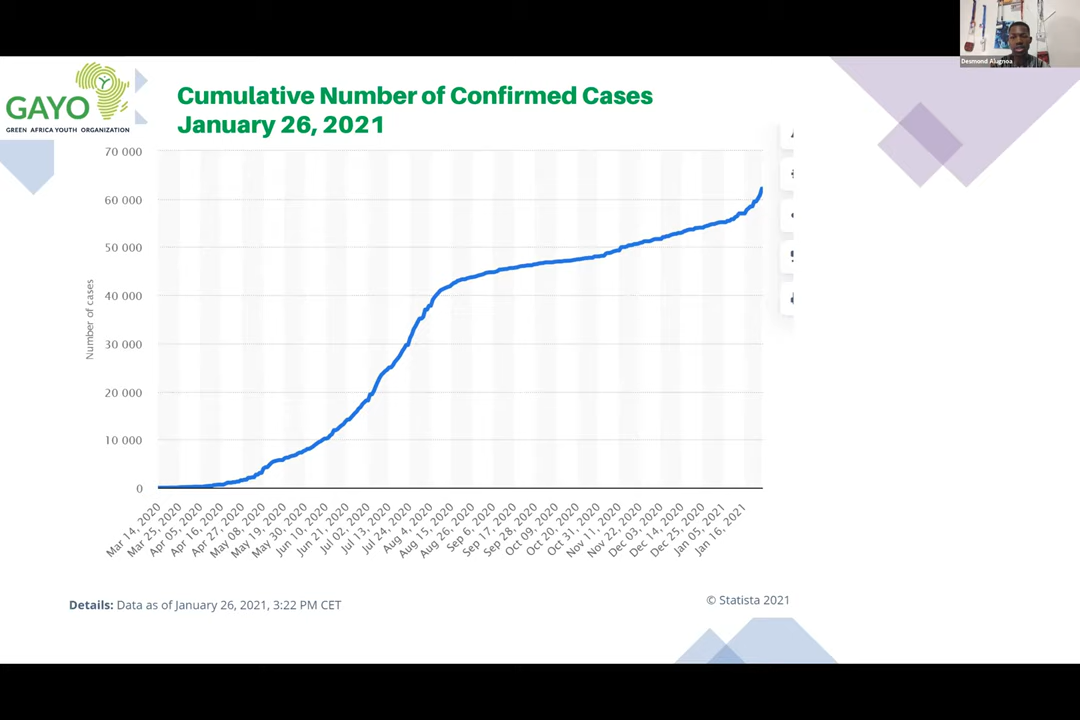 Desmond Alugnoa
GAYO
GREEN AFRICA YOUTH ORGANIZATION
Cumulative Number of Confirmed Cases
January 26, 2021
70 000
60 000
50 000
40 000
30 000
20 000
10 000
0
Number of cases
Mar 14, 2020
Mar 25, 2020
Apr 05, 2020
Apr 16, 2020
Apr 27, 2020
May 08, 2020
May 19, 2020
May 30, 2020
Jun 10, 2020
Jun 21, 2020
Jul 02, 2020
Jul 13, 2020
Jul 24, 2020
Aug 4, 2020
Aug 15, 2020
Aug 26, 2020
Sep 6, 2020
Sep 17, 2020
Sep 28, 2020
Oct 09, 2020
Oct 20, 2020
Oct 31, 2020
Nov 11, 2020
Nov 22, 2020
Dec 03, 2020
Dec 14, 2020
Dec 25, 2020
Jan 05, 2021
Jan 16, 2021
Details: Data as of January 26, 2021, 3:22 PM CET
© Statista 2021